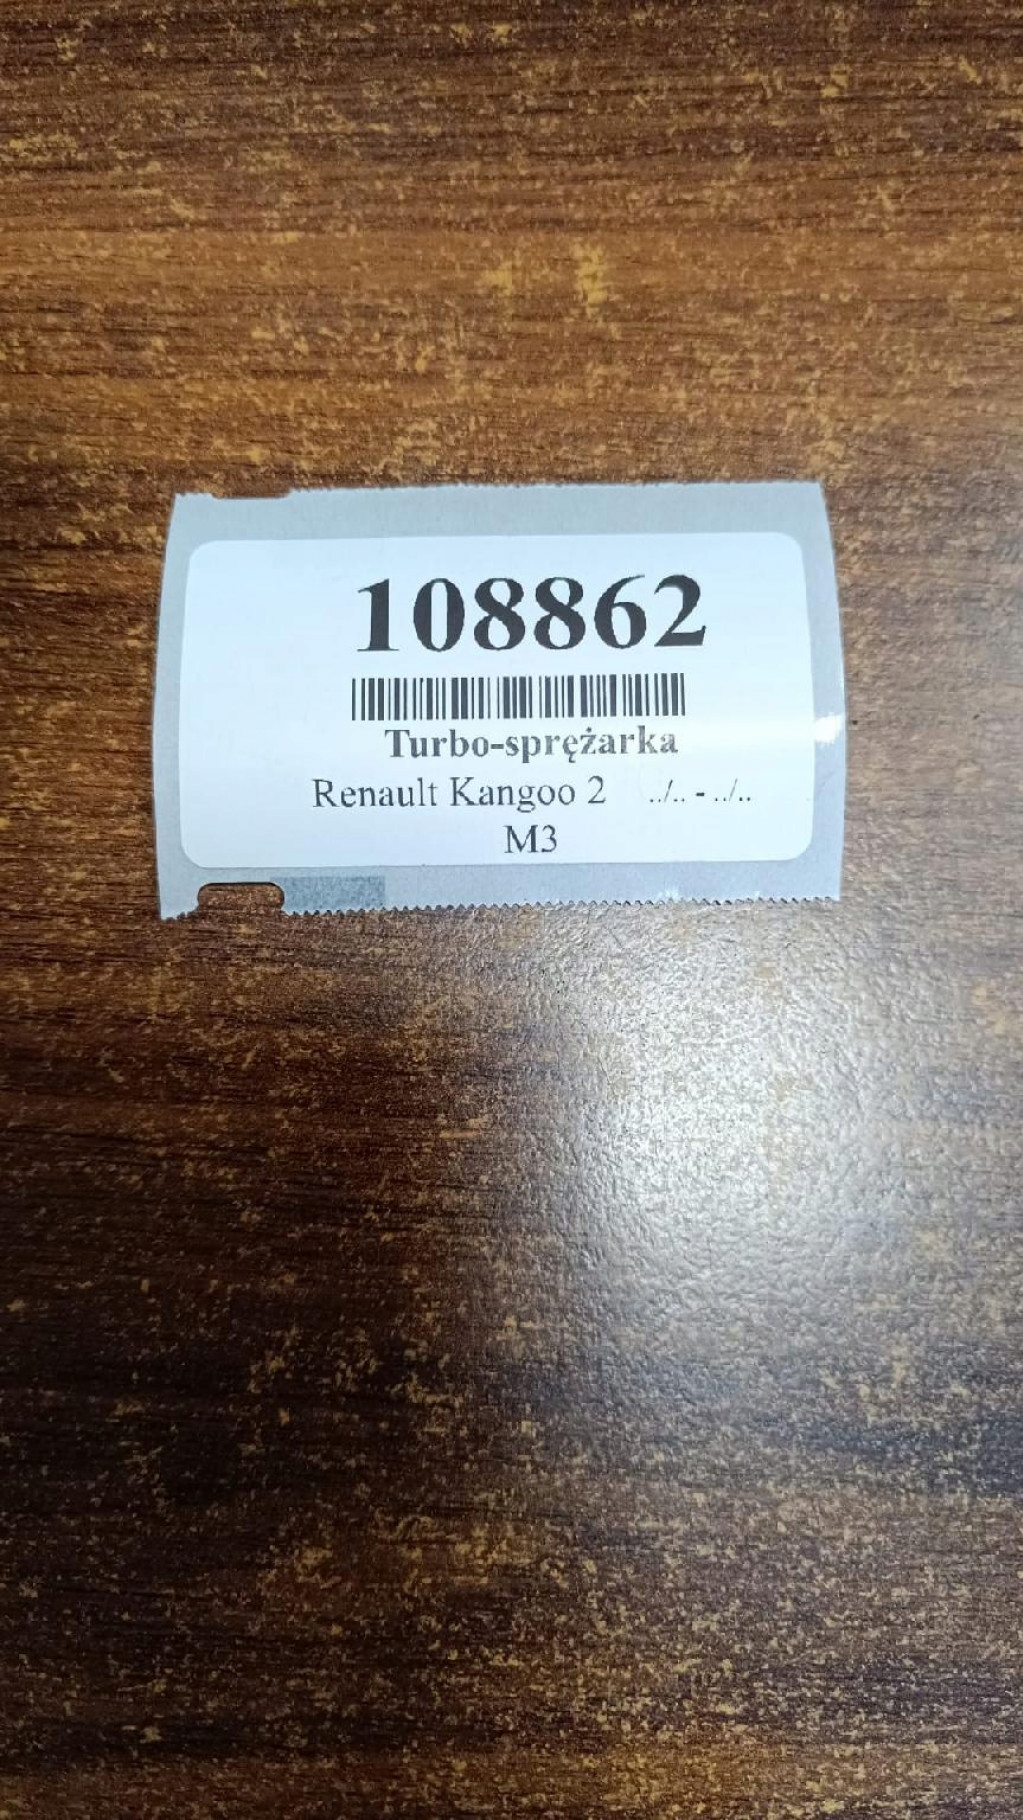 108862
Turbo-sprężarka
Renault Kangoo 2 ../.. - ../..
M3